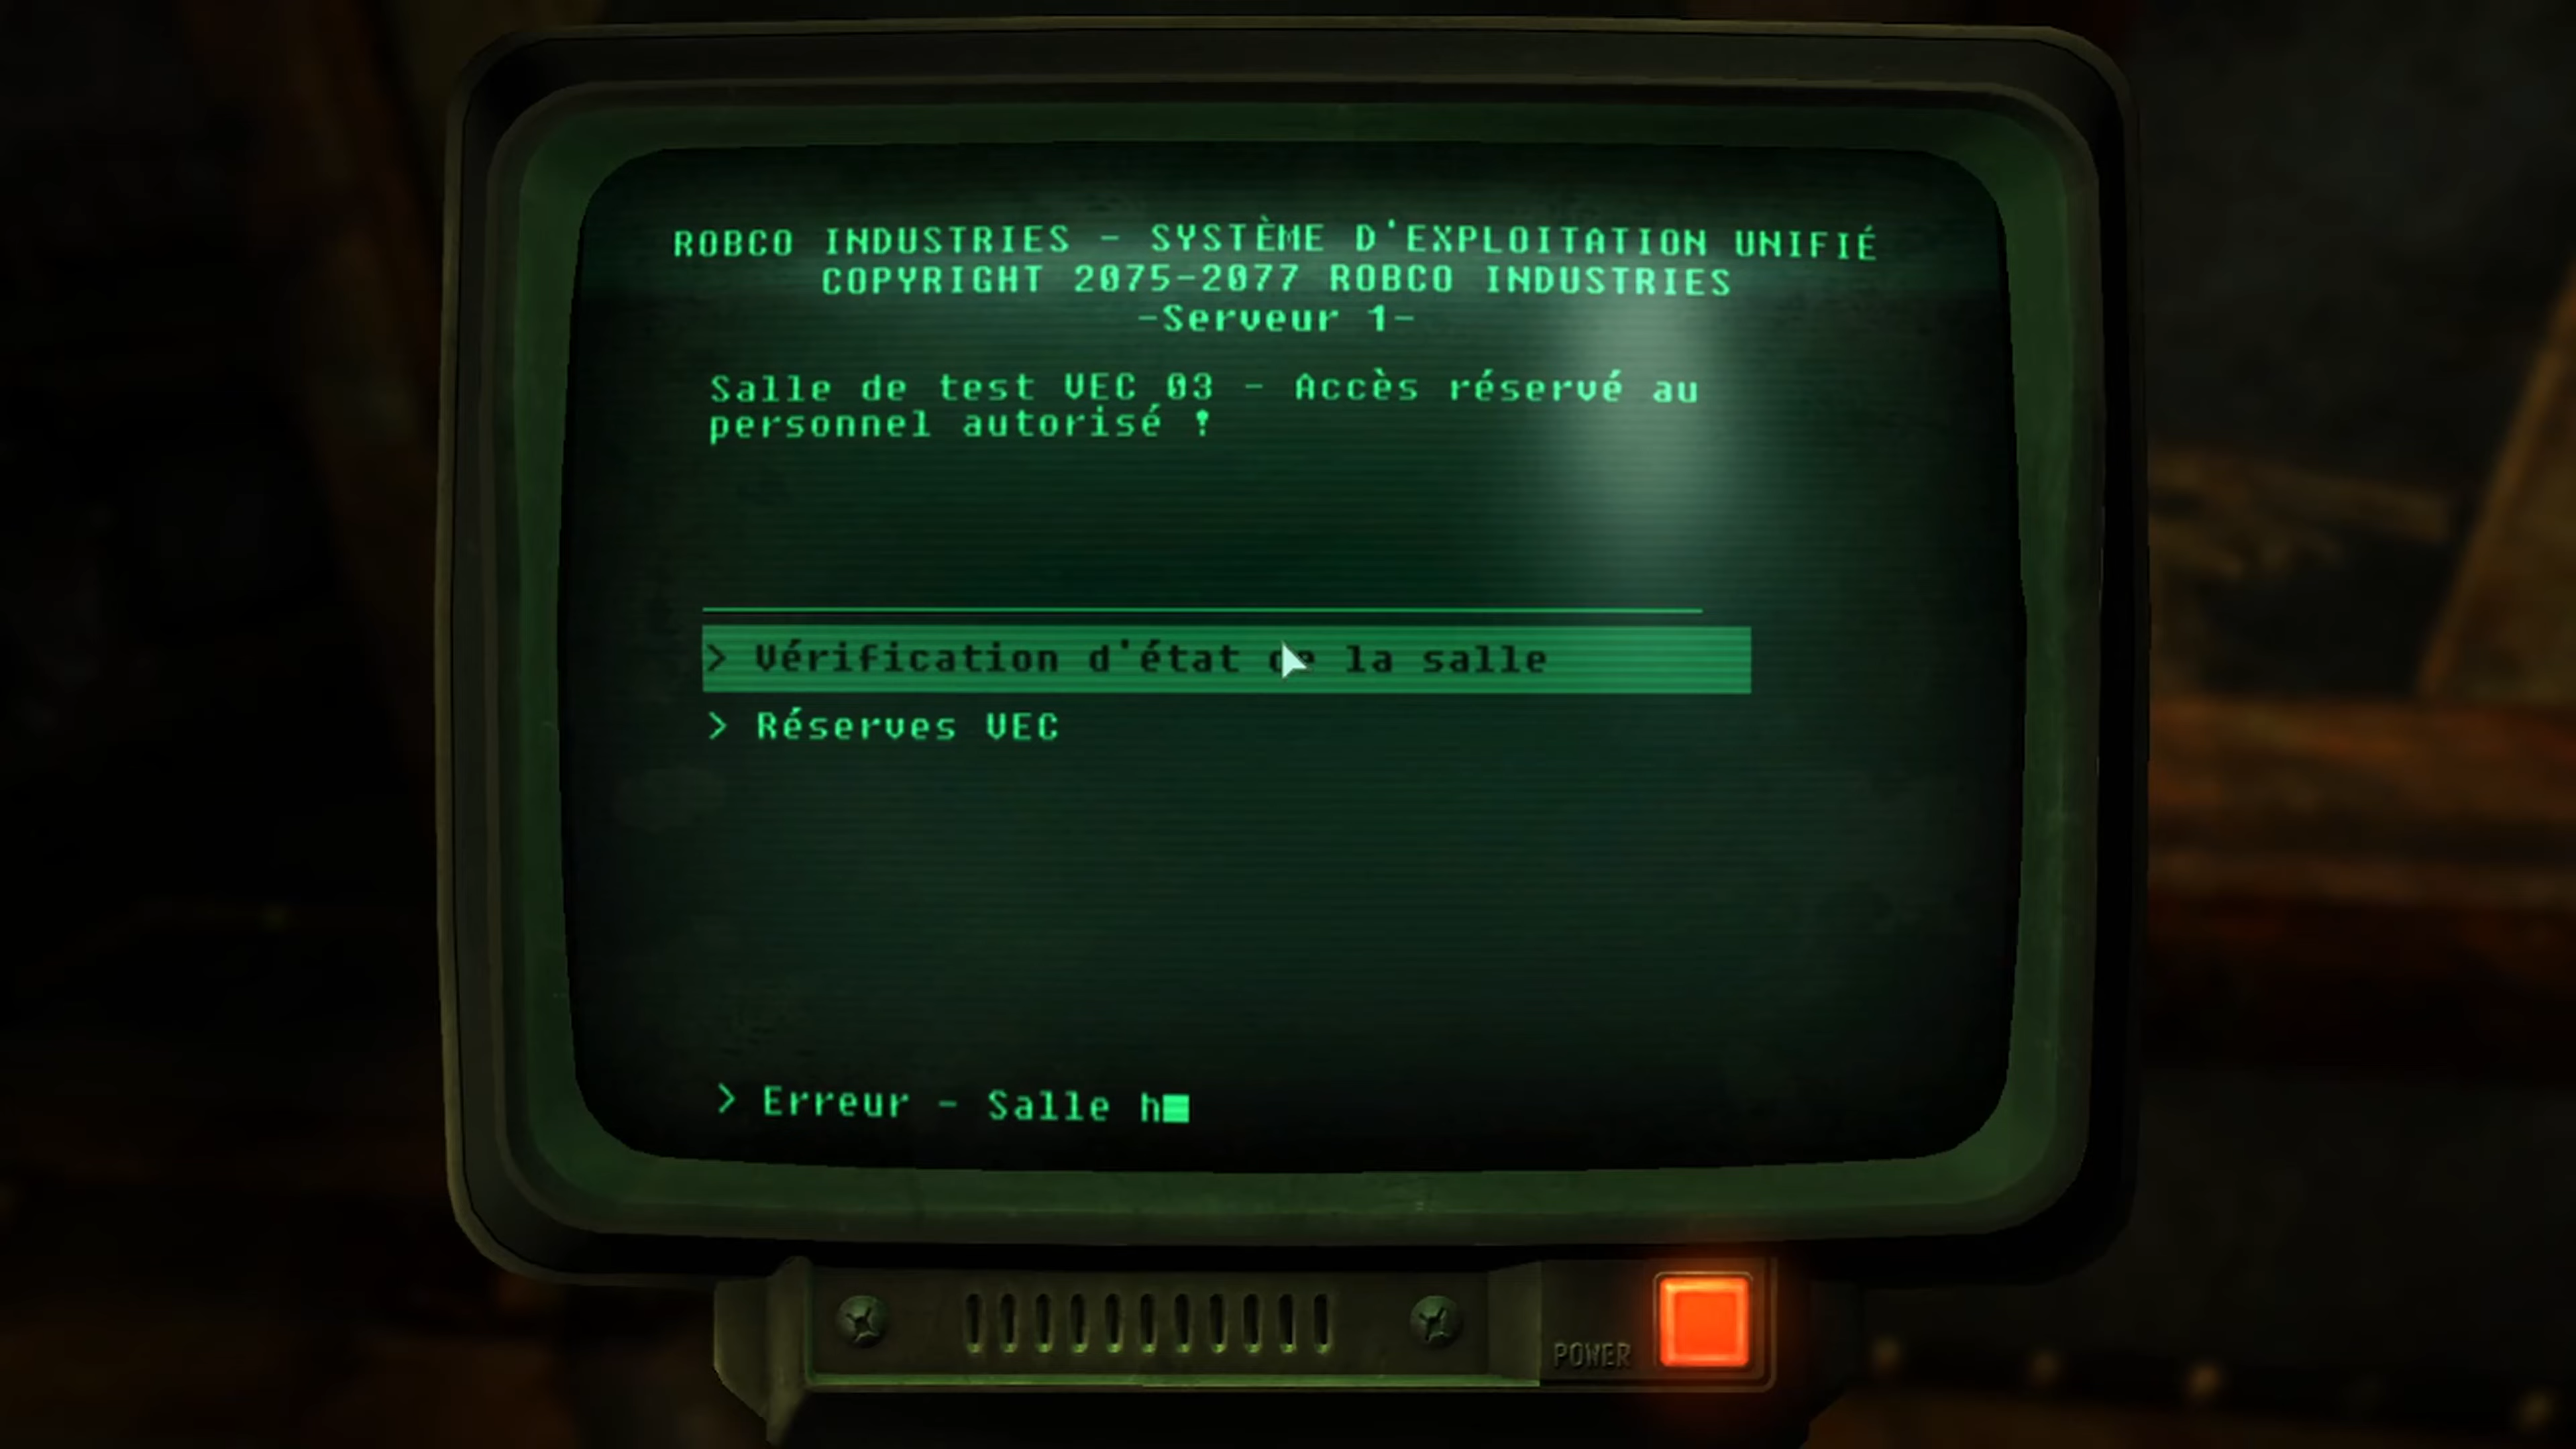 ROBCO INDUSTRIES - SYSTÈME D'EXPLOITATION UNIFIÉ
COPYRIGHT 2075-2077 ROBCO INDUSTRIES
-Serveur 1-
Salle de test VEC 03 - Accès réservé au
personnel autorisé !
> Vérification d'état de la salle
> Réserves VEC
> Erreur - Salle h
POWER